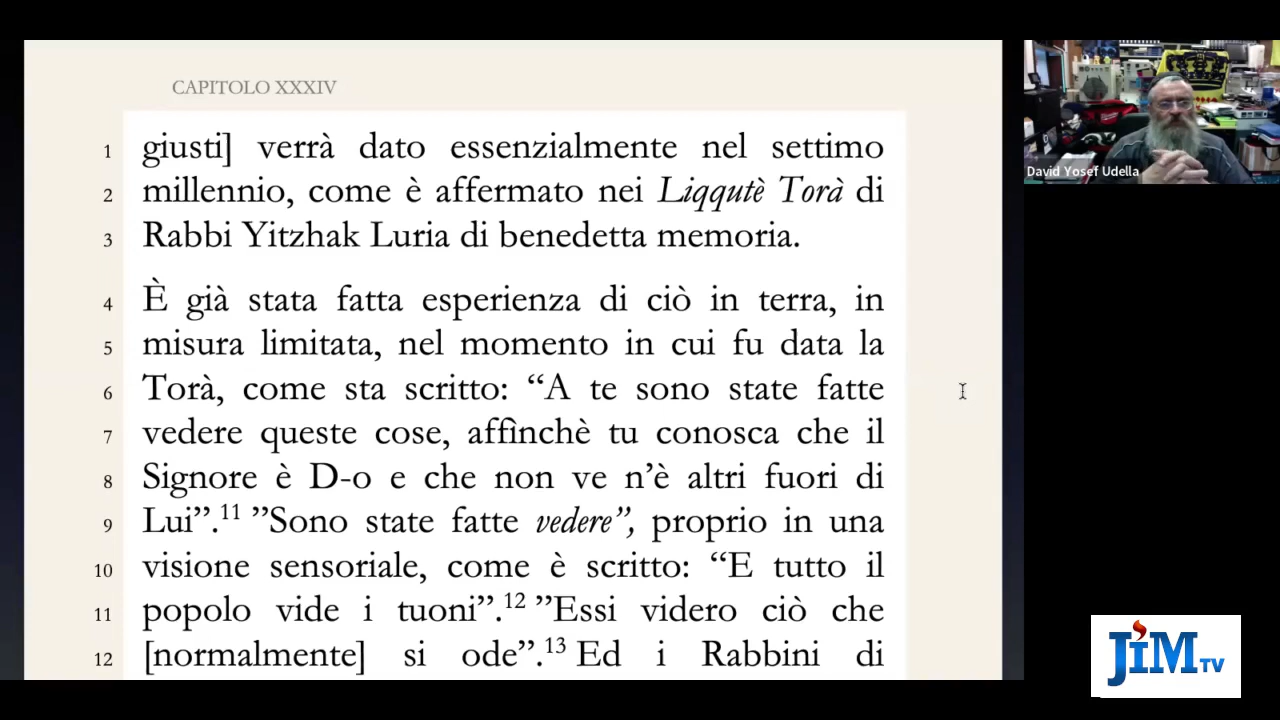 CAPITOLO XXXIV
1 giusti] verrà dato essenzialmente nel settimo
2 millennio, come è affermato nei Liqqutè Torà di
3 Rabbi Yitzhak Luria di benedetta memoria.
4 È già stata fatta esperienza di ciò in terra, in
5 misura limitata, nel momento in cui fu data la
6 Torà, come sta scritto: “A te sono state fatte
7 vedere queste cose, affinchè tu conosca che il
8 Signore è D-o e che non ve n’è altri fuori di
9 Lui”.11 ”Sono state fatte vedere”, proprio in una
10 visione sensoriale, come è scritto: “E tutto il
11 popolo vide i tuoni”.12 ”Essi videro ciò che
12 [normalmente] si ode”.13 Ed i Rabbini di
David Yosef Udella
JiM TV